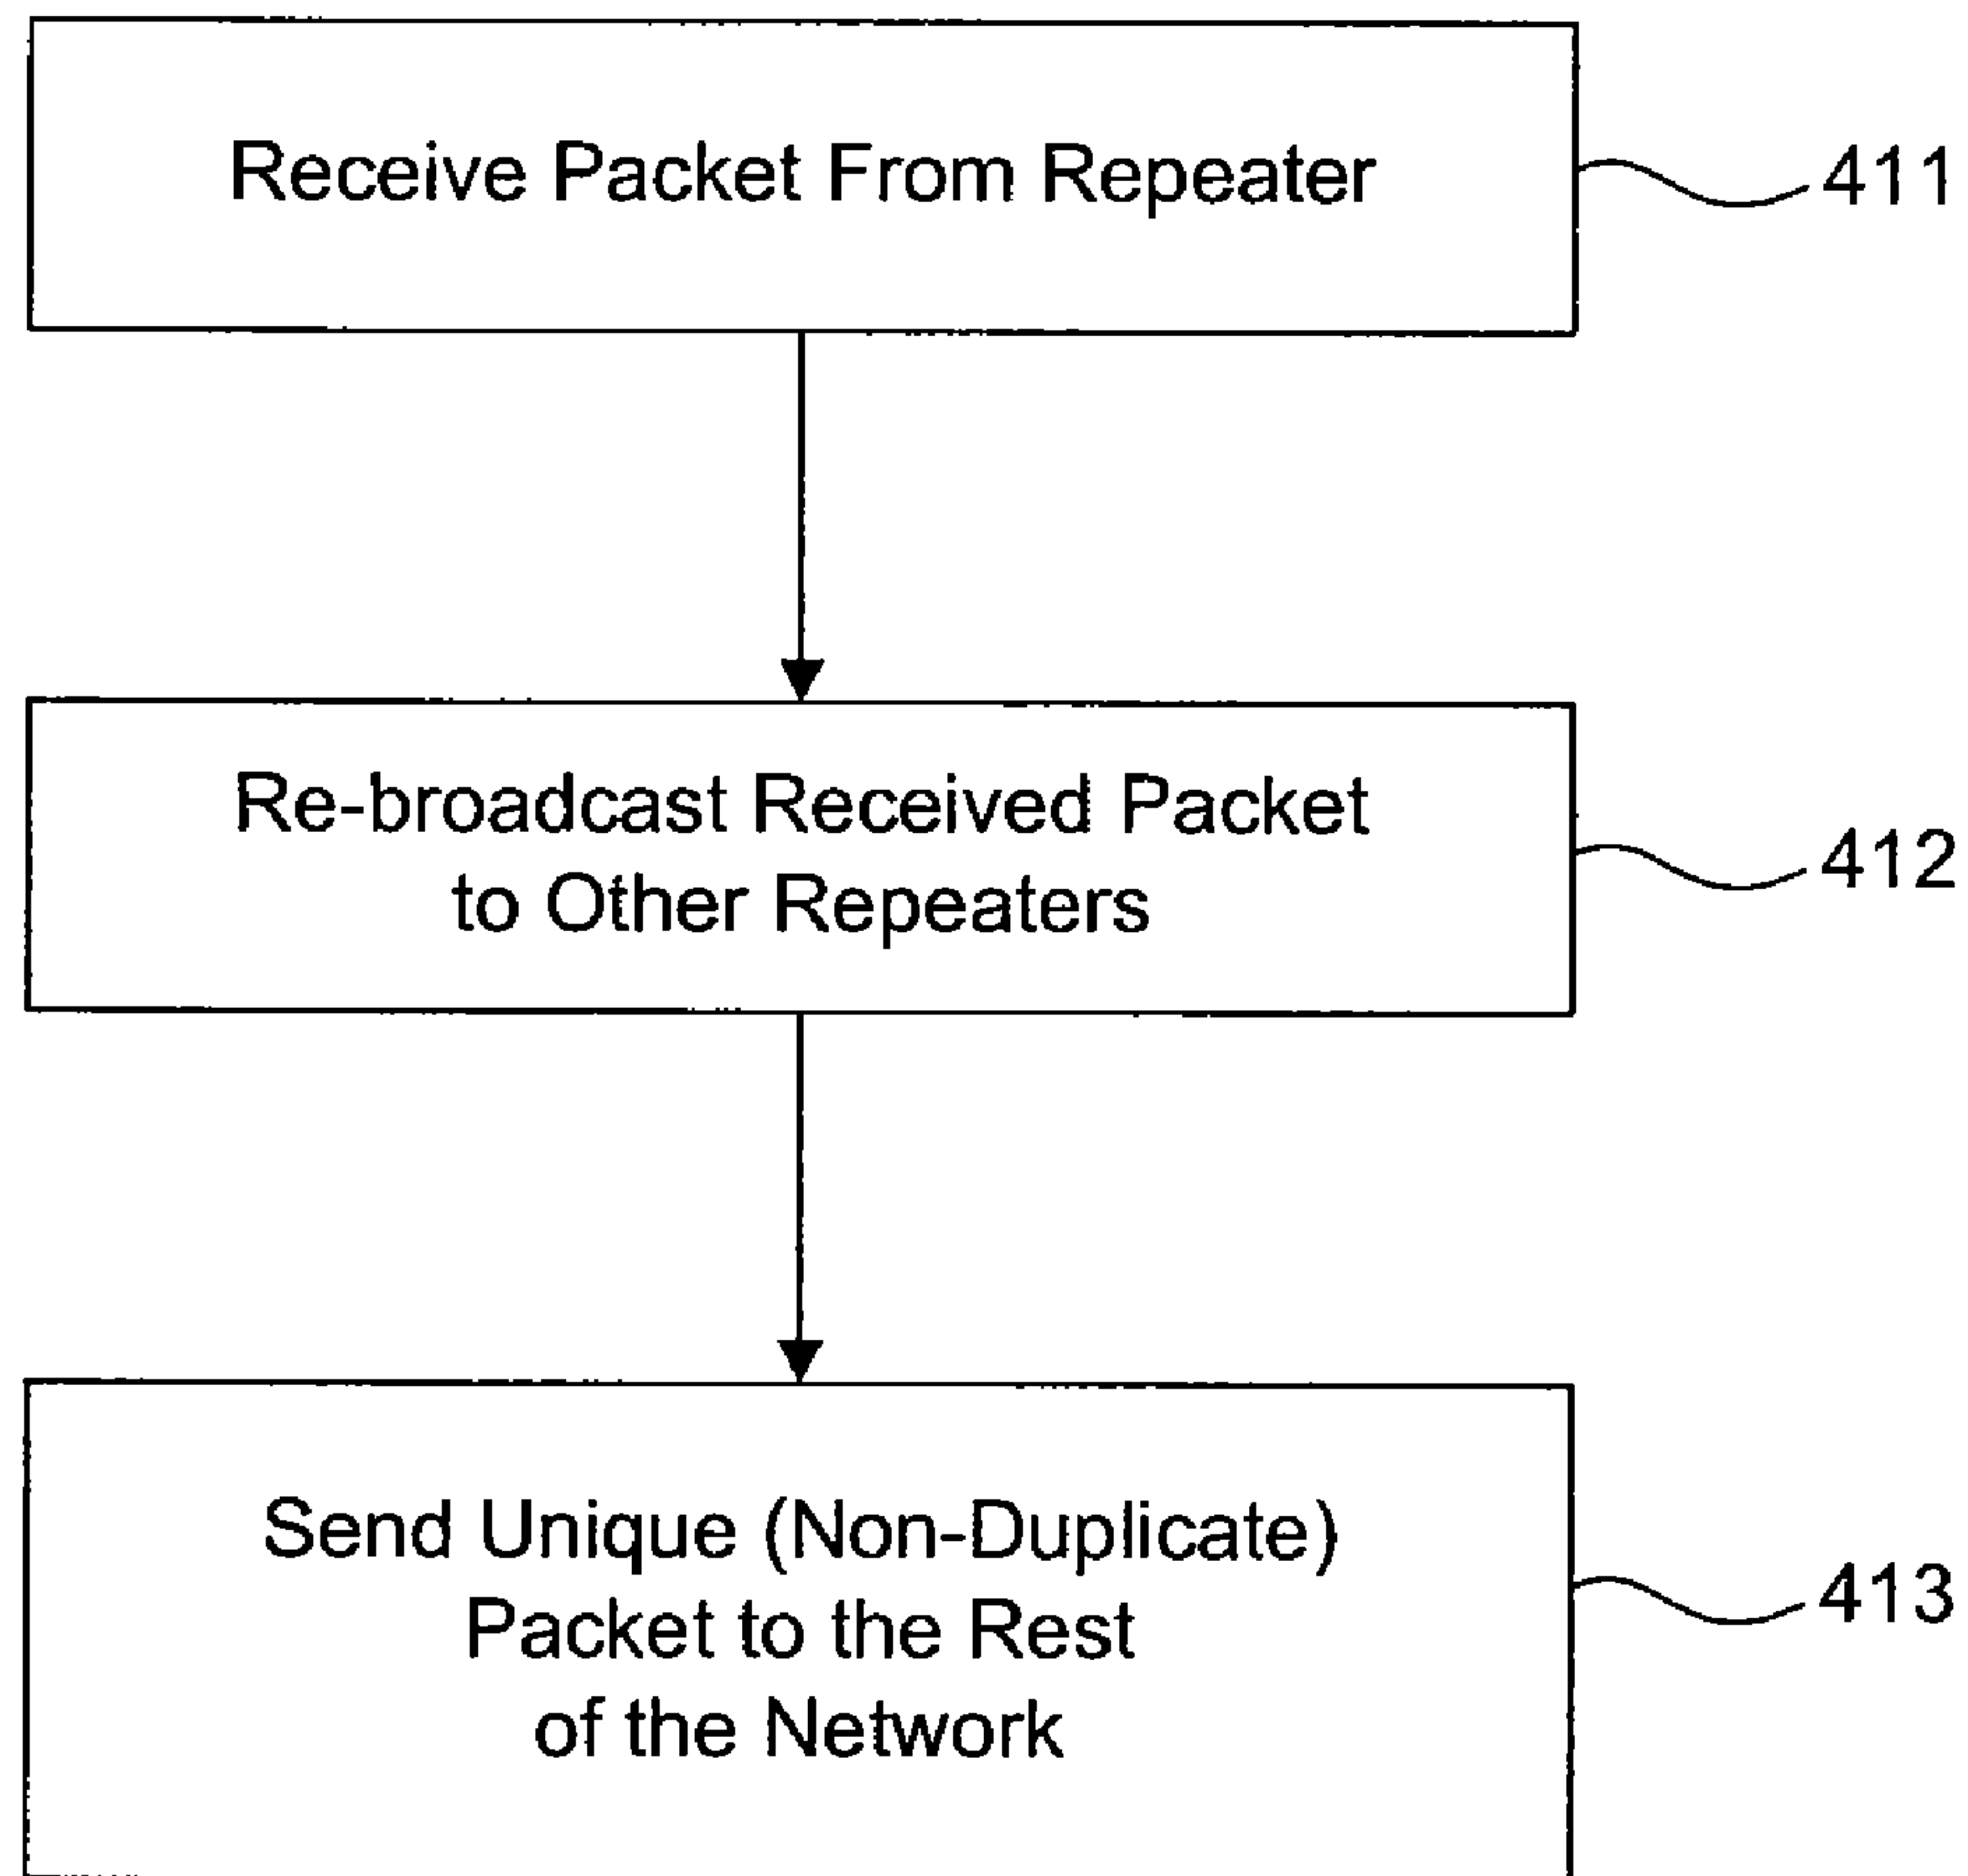 Receive Packet From Repeater
411
Re-broadcast Received Packet
to Other Repeaters
412
Send Unique (Non-Duplicate)
Packet to the Rest
of the Network
413